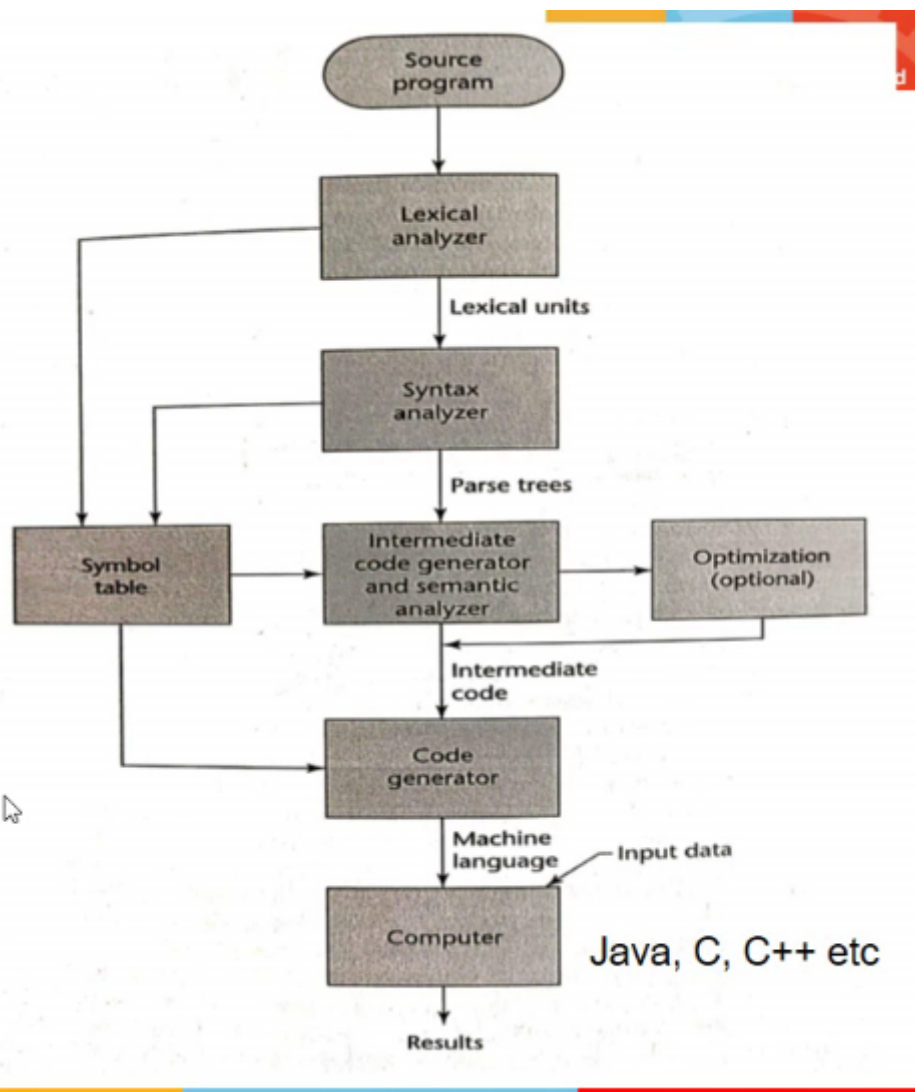 d
Source
program
Lexical
analyzer
Lexical units
Syntax
analyzer
Parse trees
Symbol
table
Intermediate
code generator
and semantic
analyzer
Optimization
(optional)
Intermediate
code
Code
generator
Machine
language
Input data
Computer
Java, C, C++ etc
Results